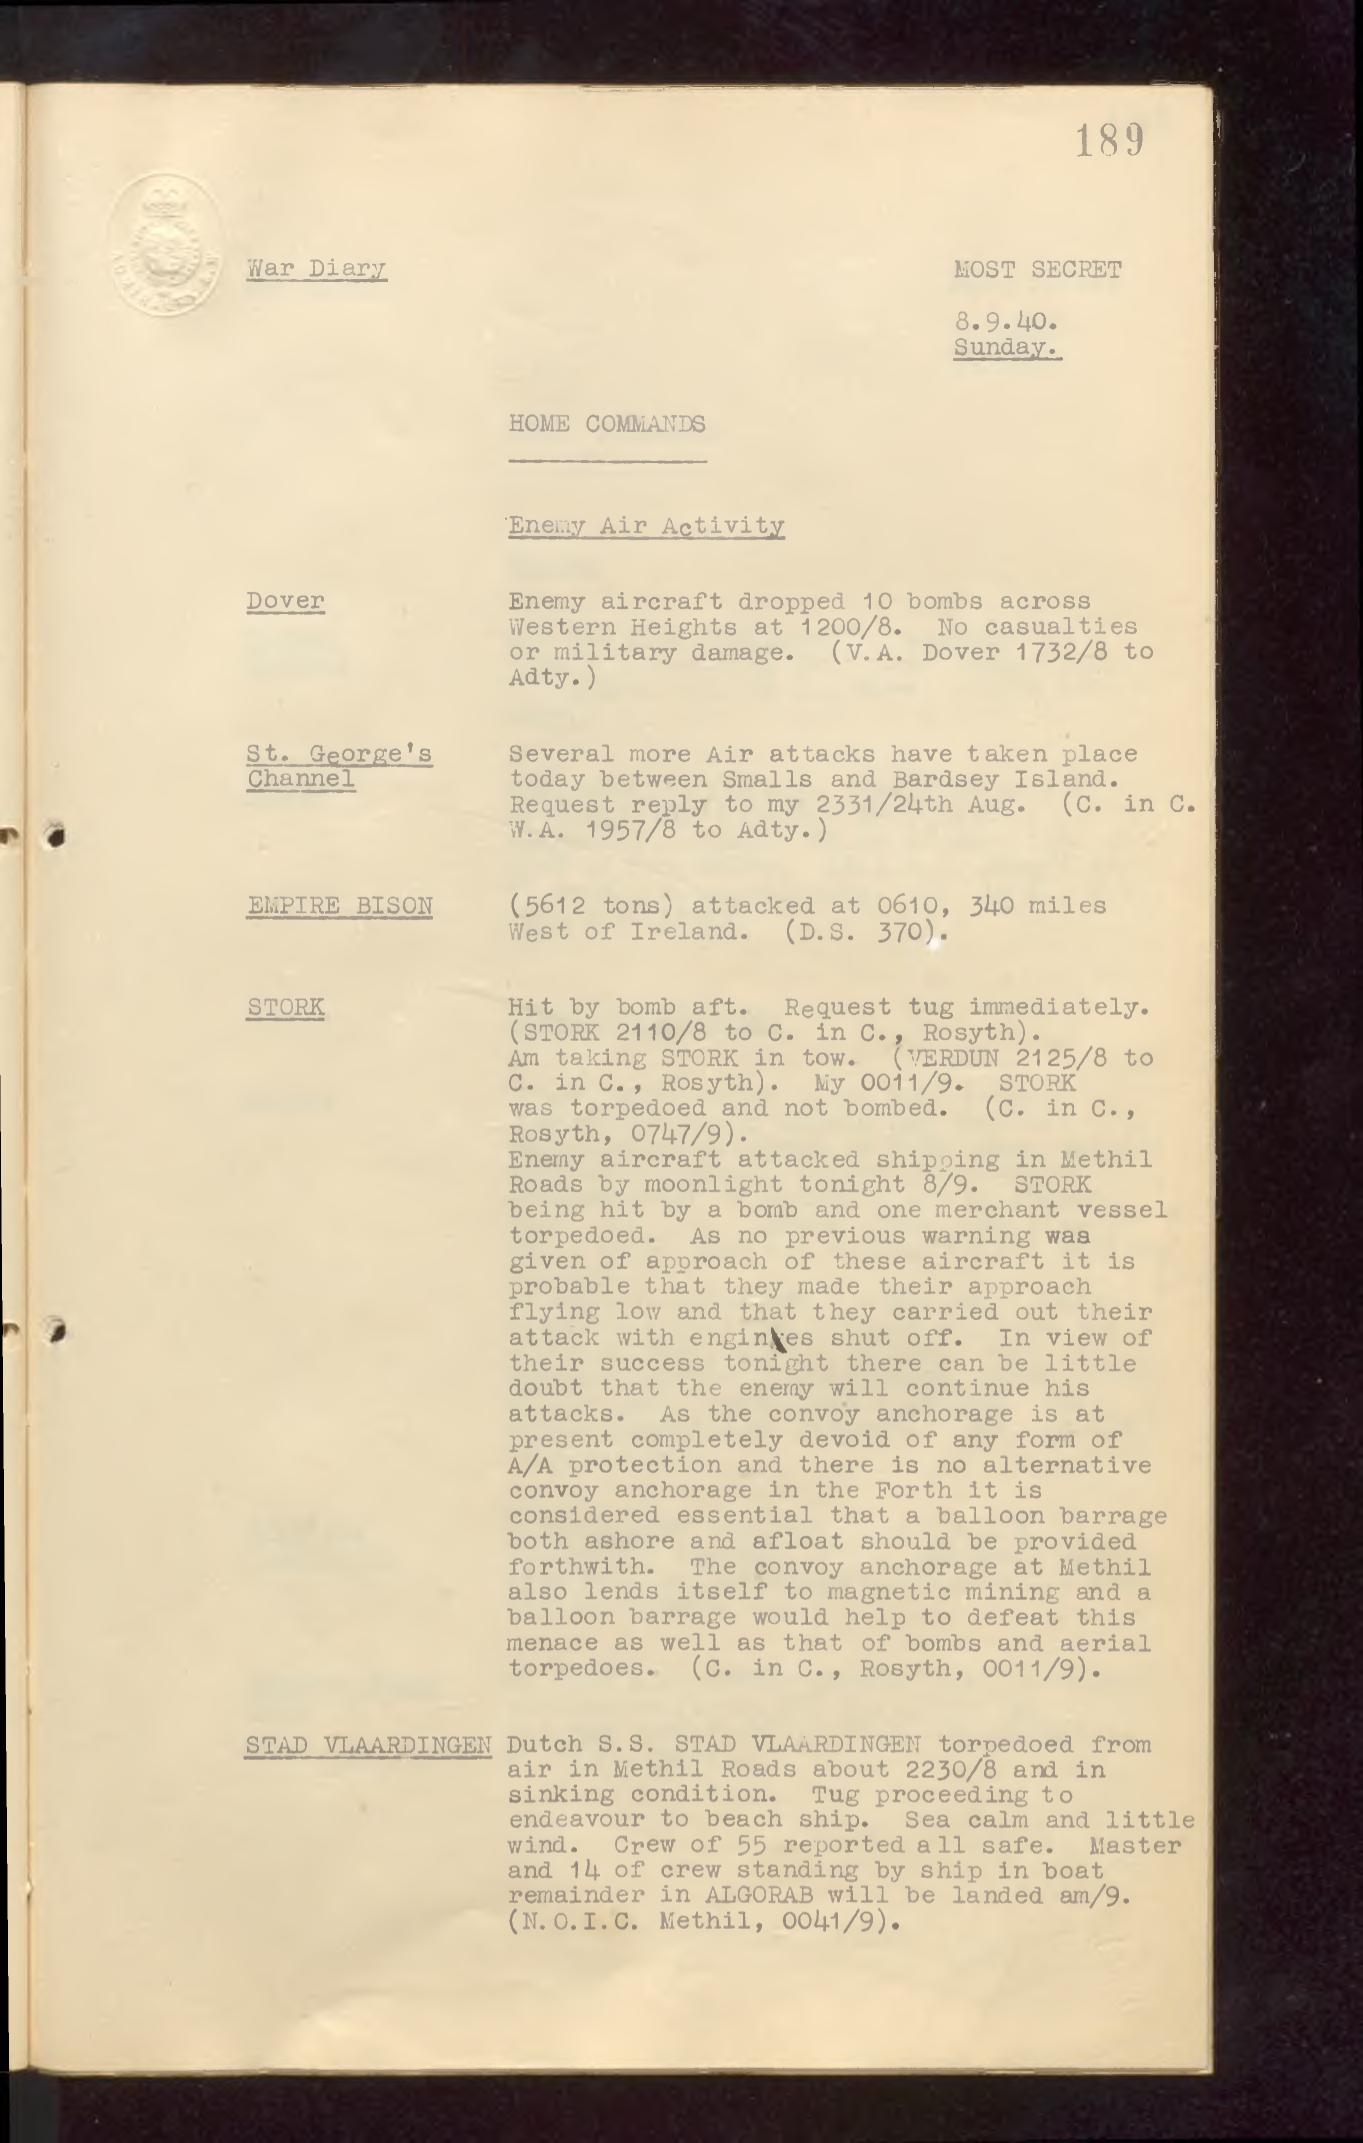 189
War Diary
MOST SECRET
8.9.40.
Sunday.
HOME COMMANDS
Enemy Air Activity
Dover
Enemy aircraft dropped 10 bombs across
Western Heights at 1200/8. No casualties
or military damage. (V.A. Dover 1732/8 to
Adty.)
St. George's
Channel
Several more Air attacks have taken place
today between Smalls and Bardsey Island.
Request reply to my 2331/24th Aug. (C. in C.
W.A. 1957/8 to Adty.)
EMPIRE BISON
(5612 tons) attacked at 0610, 340 miles
West of Ireland. (D.S. 370).
STORK
Hit by bomb aft. Request tug immediately.
(STORK 2110/8 to C. in C., Rosyth).
Am taking STORK in tow. (VERDUN 2125/8 to
C. in C., Rosyth). My 0011/9. STORK
was torpedoed and not bombed. (C. in C.,
Rosyth, 0747/9).
Enemy aircraft attacked shipping in Methil
Roads by moonlight tonight 8/9. STORK
being hit by a bomb and one merchant vessel
torpedoed. As no previous warning was
given of approach of these aircraft it is
probable that they made their approach
flying low and that they carried out their
attack with engines shut off. In view of
their success tonight there can be little
doubt that the enemy will continue his
attacks. As the convoy anchorage is at
present completely devoid of any form of
A/A protection and there is no alternative
convoy anchorage in the Forth it is
considered essential that a balloon barrage
both ashore and afloat should be provided
forthwith. The convoy anchorage at Methil
also lends itself to magnetic mining and a
balloon barrage would help to defeat this
menace as well as that of bombs and aerial
torpedoes. (C. in C., Rosyth, 0011/9).
STAD VLAARDINGEN
Dutch S.S. STAD VLAARDINGEN torpedoed from
air in Methil Roads about 2230/8 and in
sinking condition. Tug proceeding to
endeavour to beach ship. Sea calm and little
wind. Crew of 55 reported all safe. Master
and 14 of crew standing by ship in boat
remainder in ALGORAB will be landed am/9.
(N.O.I.C. Methil, 0041/9).